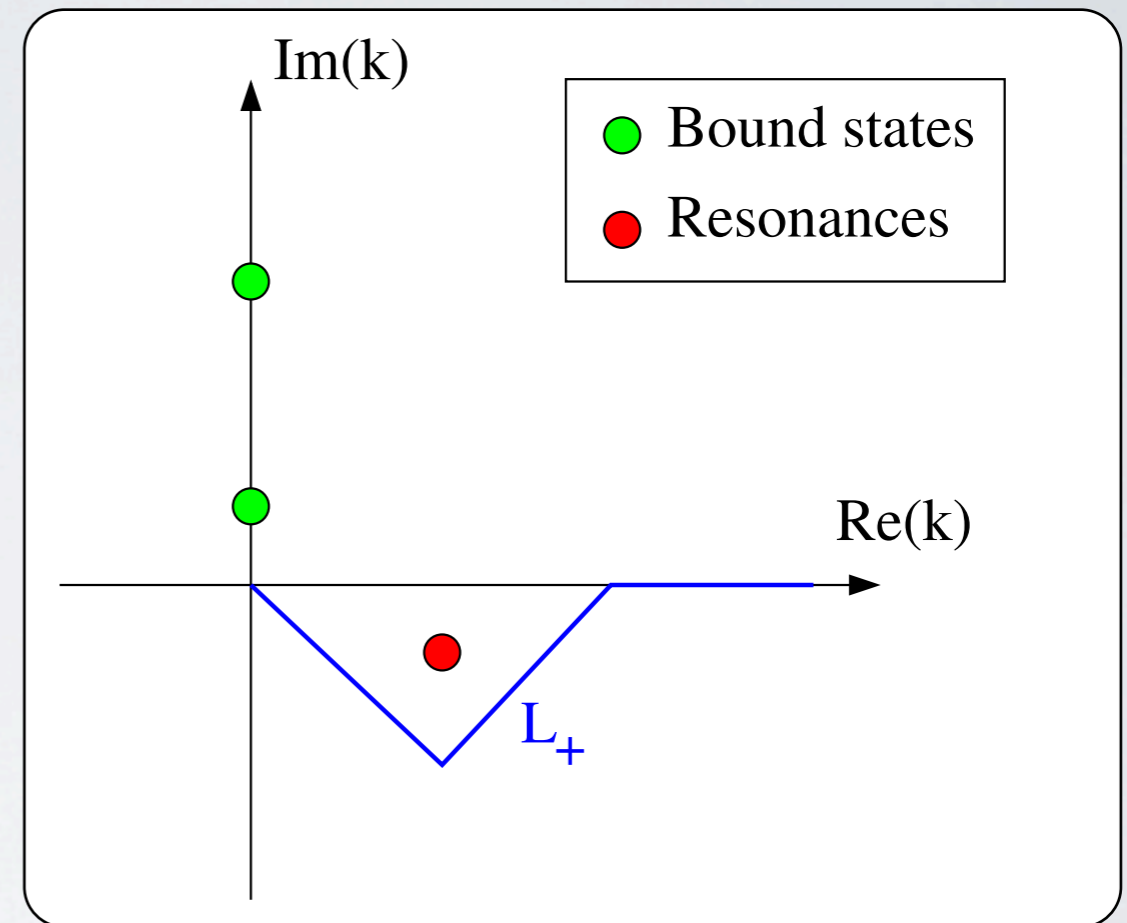 Im(k)
Bound states
Resonances
Re(k)
L+